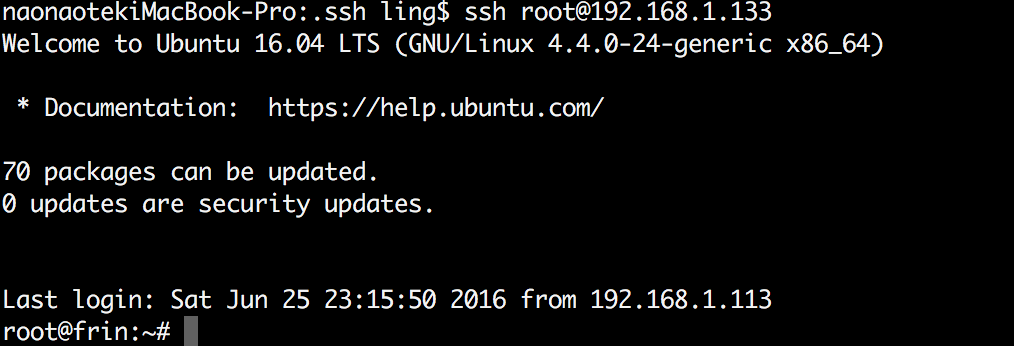 naonaotekiMacBook-Pro:.ssh ling$ ssh root@192.168.1.133
Welcome to Ubuntu 16.04 LTS (GNU/Linux 4.4.0-24-generic x86_64)
* Documentation:  https://help.ubuntu.com/
70 packages can be updated.
0 updates are security updates.
Last login: Sat Jun 25 23:15:50 2016 from 192.168.1.113
root@frin:~#